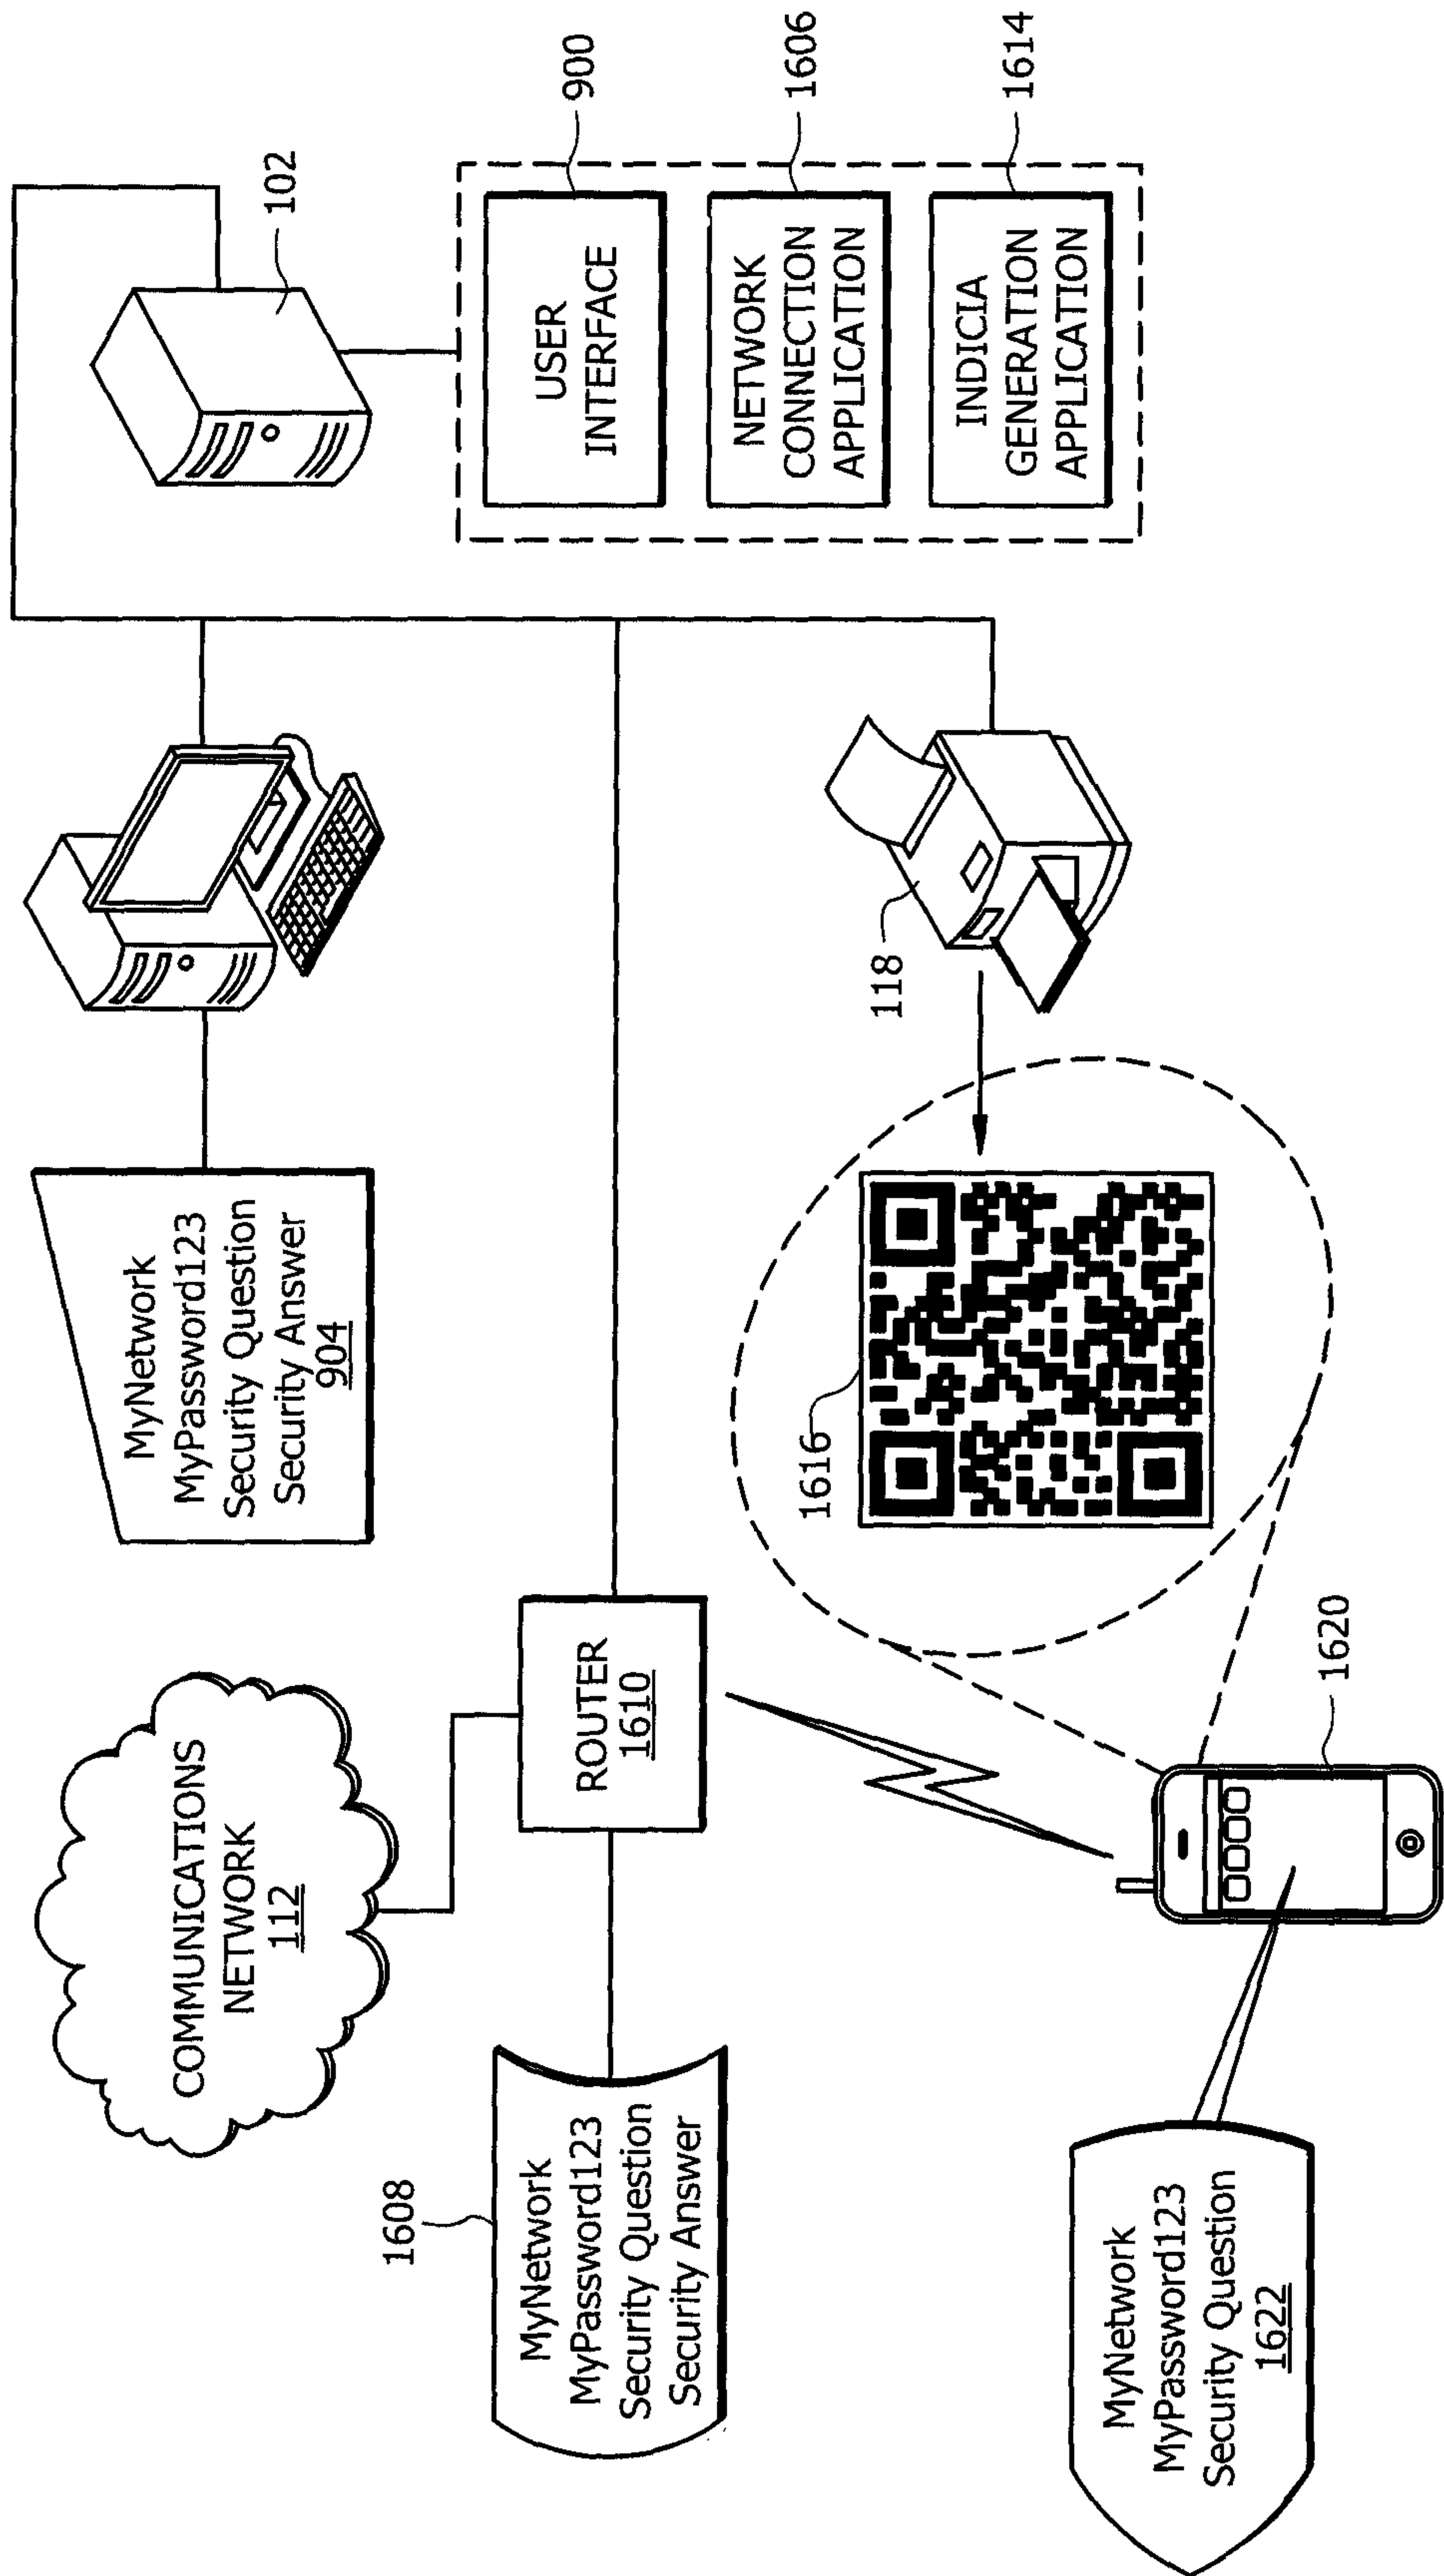 COMMUNICATIONS
NETWORK
112
MyNetwork
MyPassword123
Security Question
Security Answer
904
102
1608
MyNetwork
MyPassword123
Security Question
Security Answer
ROUTER
1610
USER
INTERFACE
900
NETWORK
CONNECTION
APPLICATION
1606
INDICIA
GENERATION
APPLICATION
1614
1616
118
MyNetwork
MyPassword123
Security Question
1622
1620